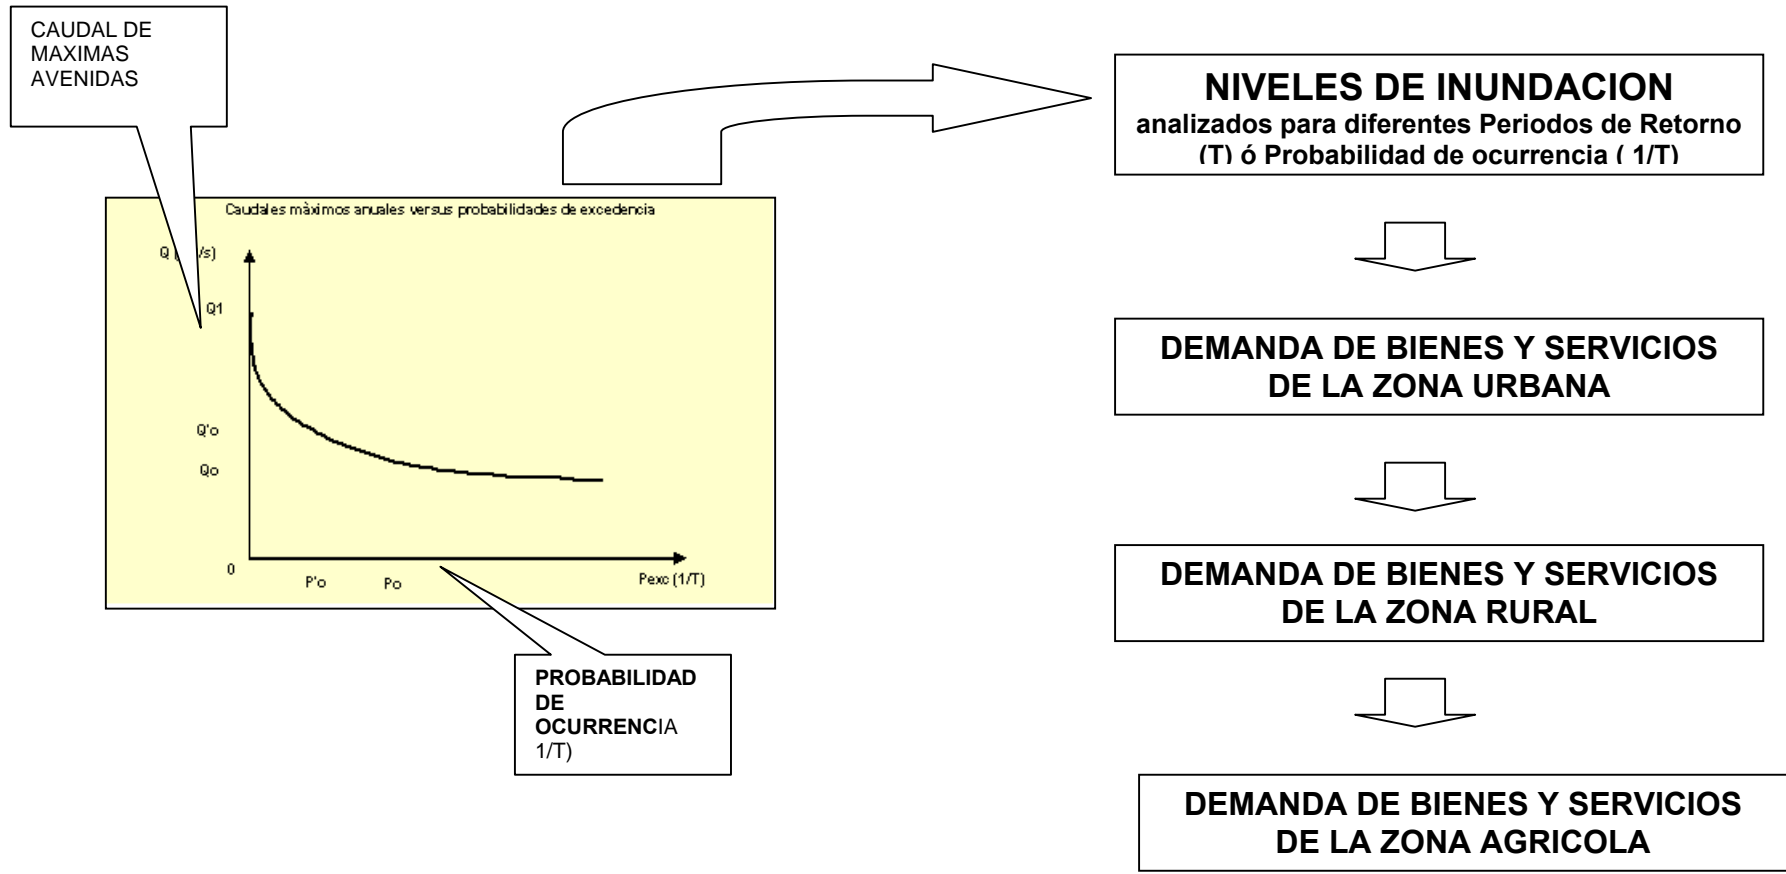 CAUDAL DE
MAXIMAS
AVENIDAS
Caudales màximos anuales versus probabilidades de excedencia
Q ( /s)
Q1
Q'o
Qo
0
P'o
Po
Pexc (1/T)
PROBABILIDAD
DE
OCURRENCIA
1/T)
NIVELES DE INUNDACION
analizados para diferentes Periodos de Retorno
(T) ó Probabilidad de ocurrencia ( 1/T)
DEMANDA DE BIENES Y SERVICIOS
DE LA ZONA URBANA
DEMANDA DE BIENES Y SERVICIOS
DE LA ZONA RURAL
DEMANDA DE BIENES Y SERVICIOS
DE LA ZONA AGRICOLA